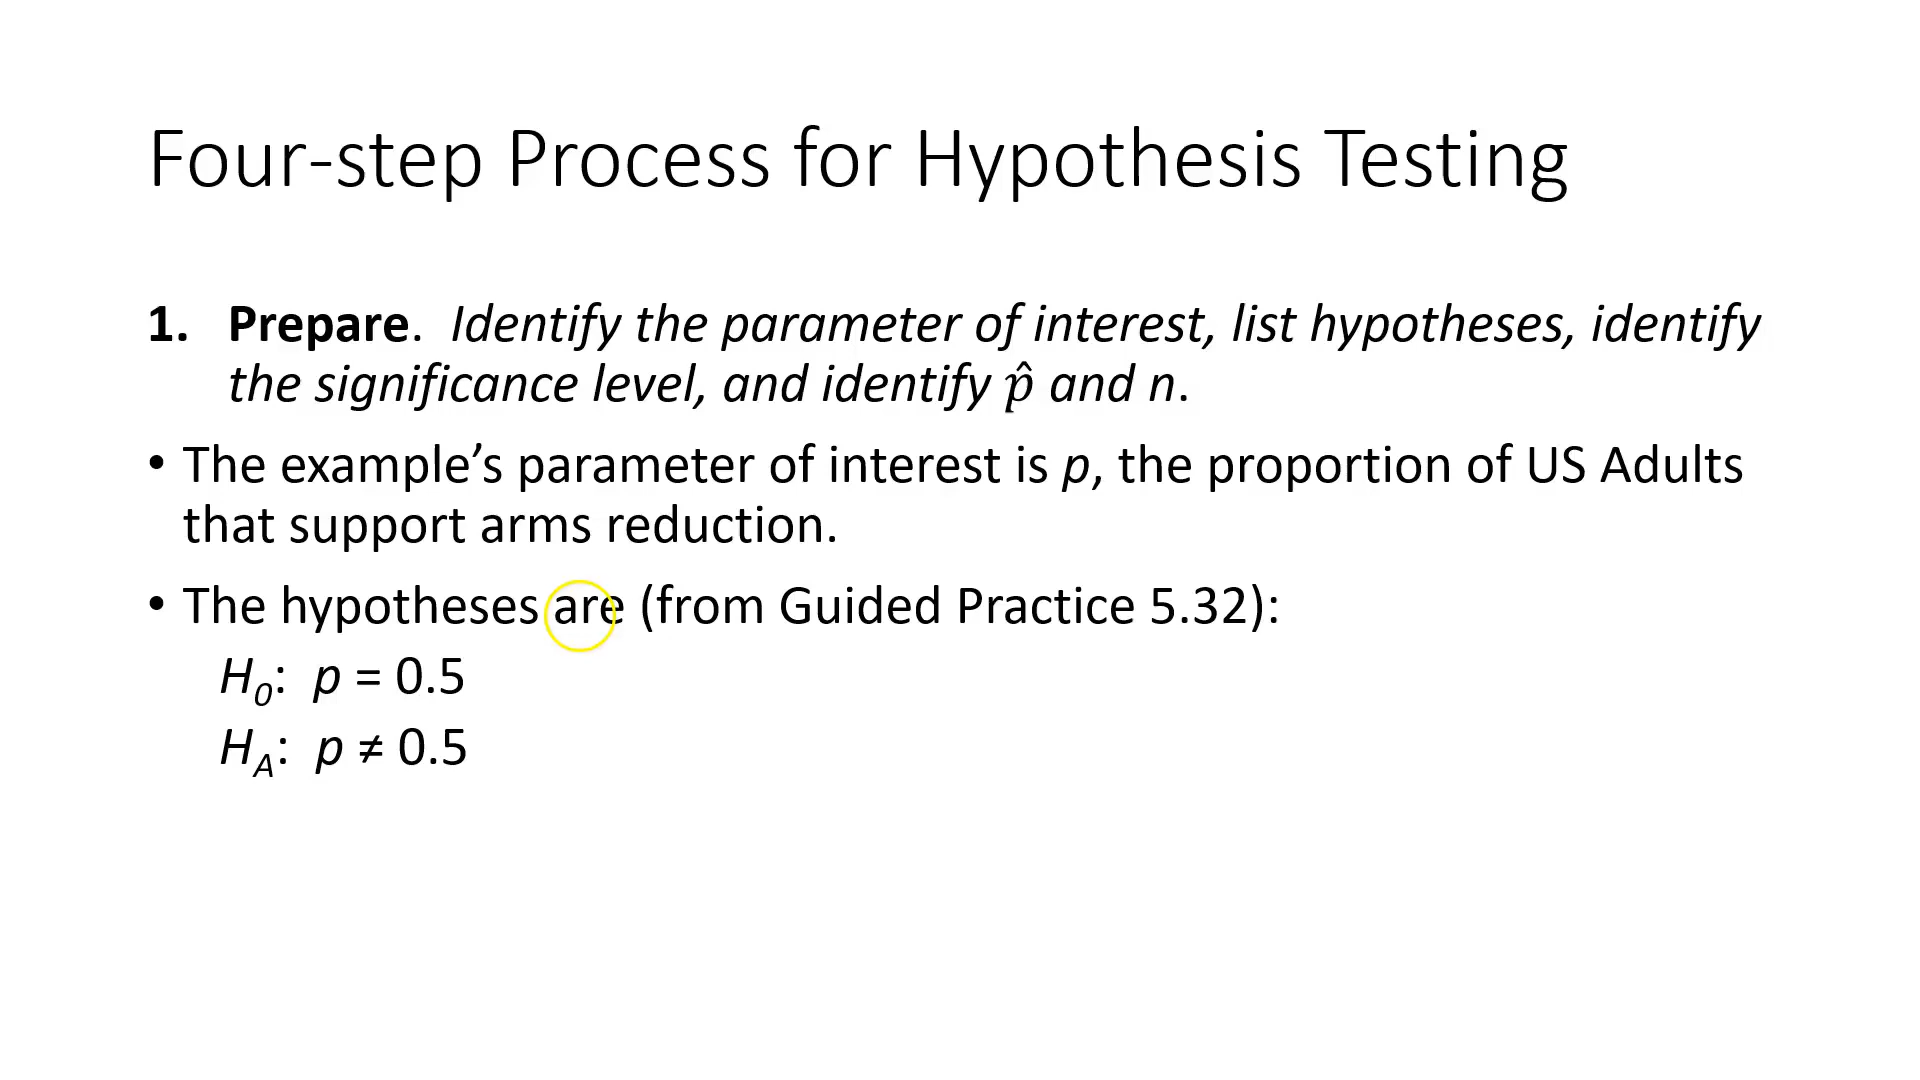 Four-step Process for Hypothesis Testing
1. Prepare. Identify the parameter of interest, list hypotheses, identify
the significance level, and identify p̂ and n.
• The example’s parameter of interest is p, the proportion of US Adults
that support arms reduction.
• The hypotheses are (from Guided Practice 5.32):
H₀: p = 0.5
H_A: p ≠ 0.5